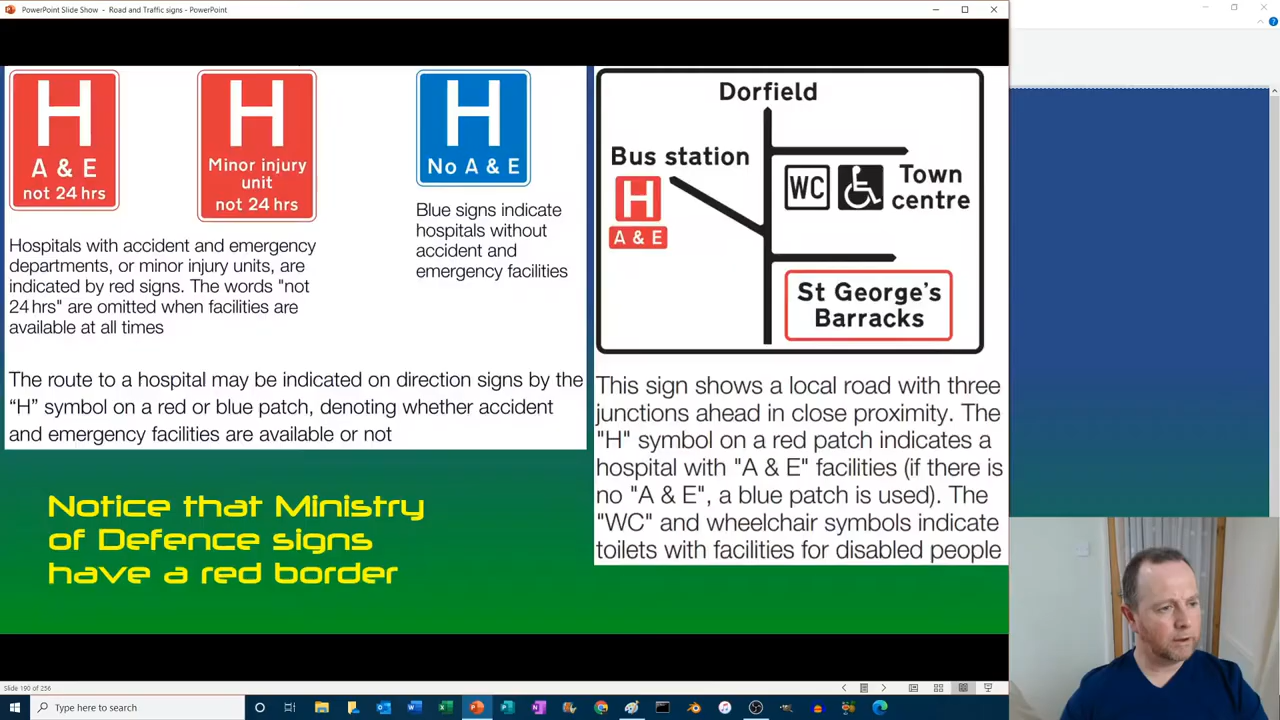 PowerPoint Slide Show - Road and Traffic signs - PowerPoint
H
A & E
not 24 hrs
H
Minor injury
unit
not 24 hrs
H
No A & E
Hospitals with accident and emergency
departments, or minor injury units, are
indicated by red signs. The words "not
24 hrs" are omitted when facilities are
available at all times
Blue signs indicate
hospitals without
accident and
emergency facilities
The route to a hospital may be indicated on direction signs by the
“H” symbol on a red or blue patch, denoting whether accident
and emergency facilities are available or not
Notice that Ministry
of Defence signs
have a red border
Dorfield
Bus station
H
A & E
WC
Town
centre
St George's
Barracks
This sign shows a local road with three
junctions ahead in close proximity. The
"H" symbol on a red patch indicates a
hospital with "A & E" facilities (if there is
no "A & E", a blue patch is used). The
"WC" and wheelchair symbols indicate
toilets with facilities for disabled people
Slide 190 of 256
Type here to search